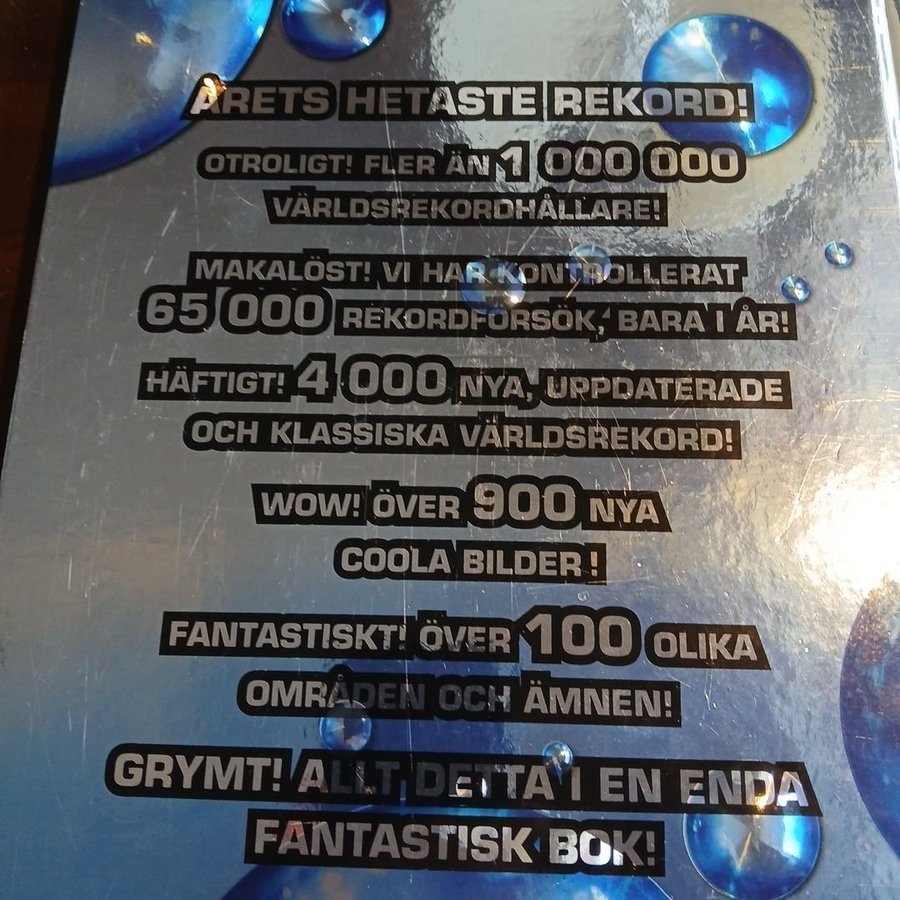 ÅRETS HETASTE REKORD!
OTROLIGT! FLER ÄN 1 000 000
VÄRLDSREKORDHÅLLARE!
MAKALÖST! VI HAR KONTROLLERAT
65 000 REKORDFÖRSÖK, BARA I ÅR!
HÄFTIGT! 4 000 NYA, UPPDATERADE
OCH KLASSISKA VÄRLDSREKORD!
WOW! ÖVER 900 NYA
COOLA BILDER!
FANTASTISKT! ÖVER 100 OLIKA
OMRÅDEN OCH ÄMNEN!
GRYMT! ALLT DETTA I EN ENDA
FANTASTISK BOK!